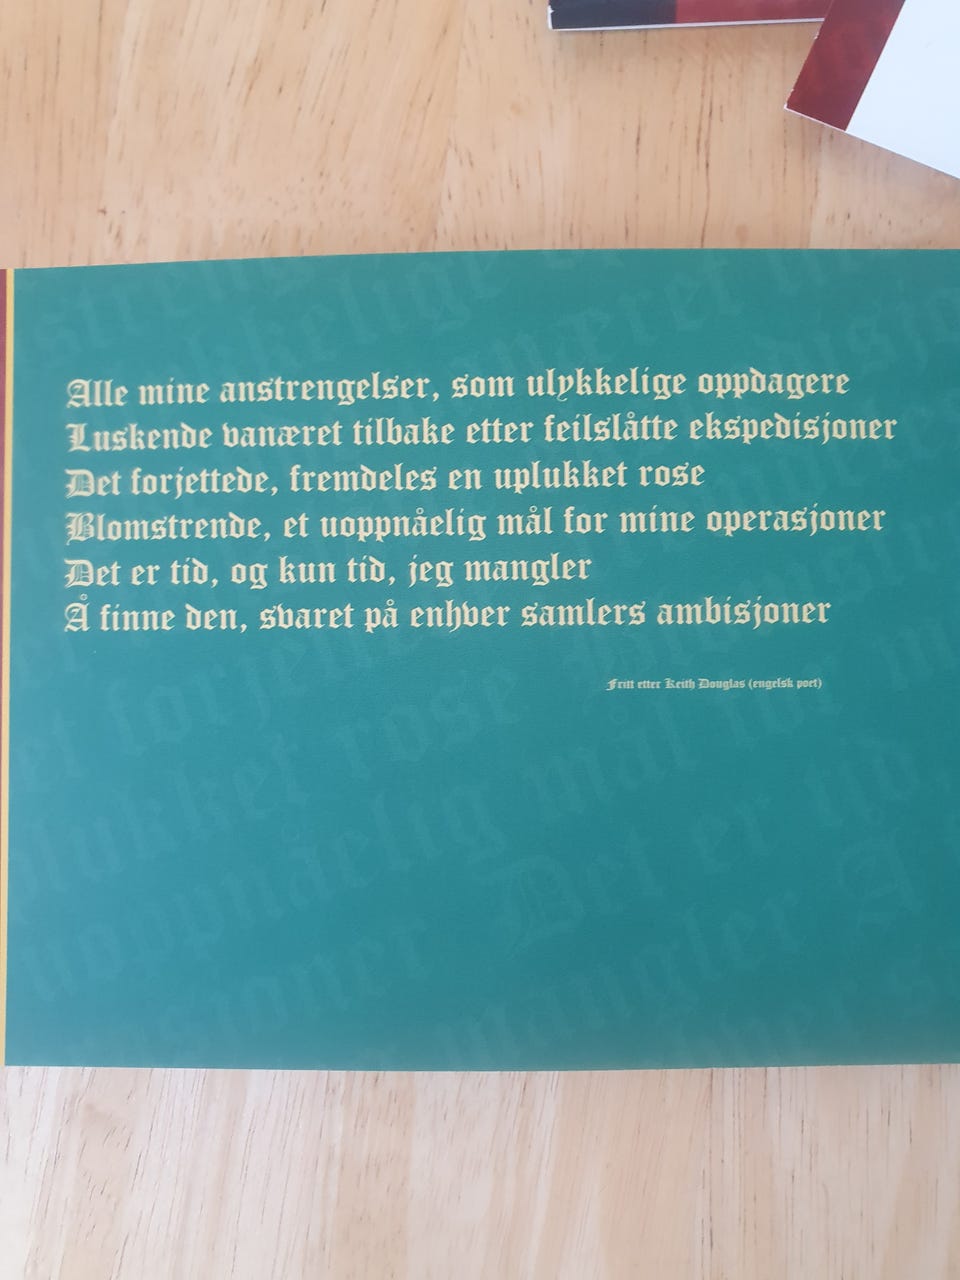 Alle mine anstrengelser, som ulykkelige oppdagere
Luskende vanæret tilbake etter feilslåtte ekspedisjoner
Det forjettede, fremdeles en uplukket rose
Blomstrende, et uoppnåelig mål for mine operasjoner
Det er tid, og kun tid, jeg mangler
Å finne den, svaret på enhver samlers ambisjoner
Fritt etter Keith Douglas (engelsk poet)